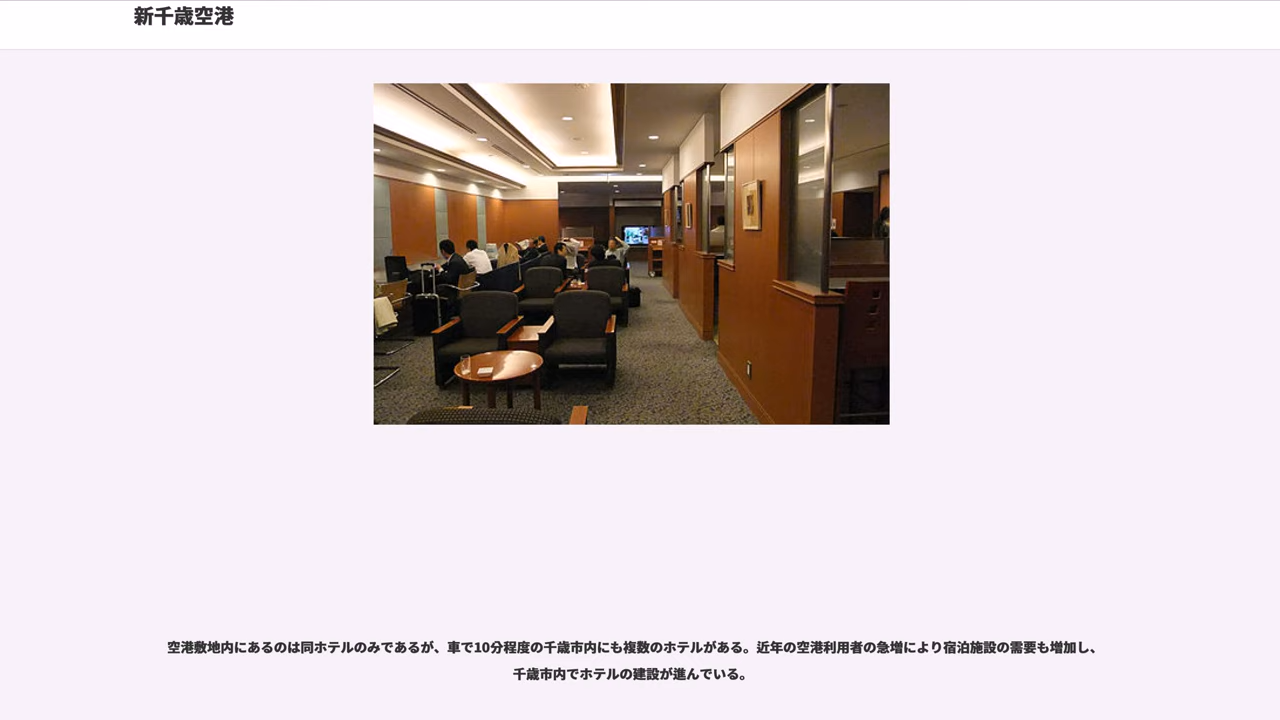 新千歳空港
空港敷地内にあるのは同ホテルのみであるが、車で10分程度の千歳市内にも複数のホテルがある。近年の空港利用者の急増により宿泊施設の需要も増加し、
千歳市内でホテルの建設が進んでいる。